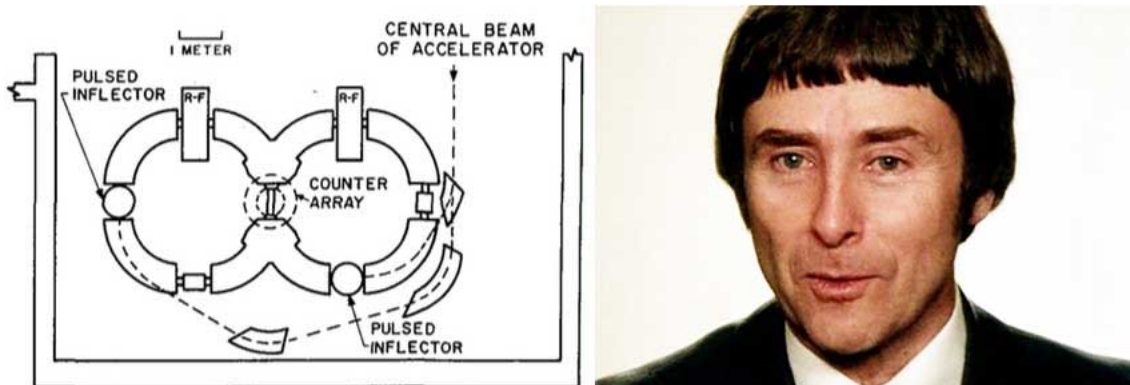 1 METER
CENTRAL BEAM
OF ACCELERATOR
PULSED
INFLECTOR
R-F
R-F
COUNTER
ARRAY
PULSED
INFLECTOR